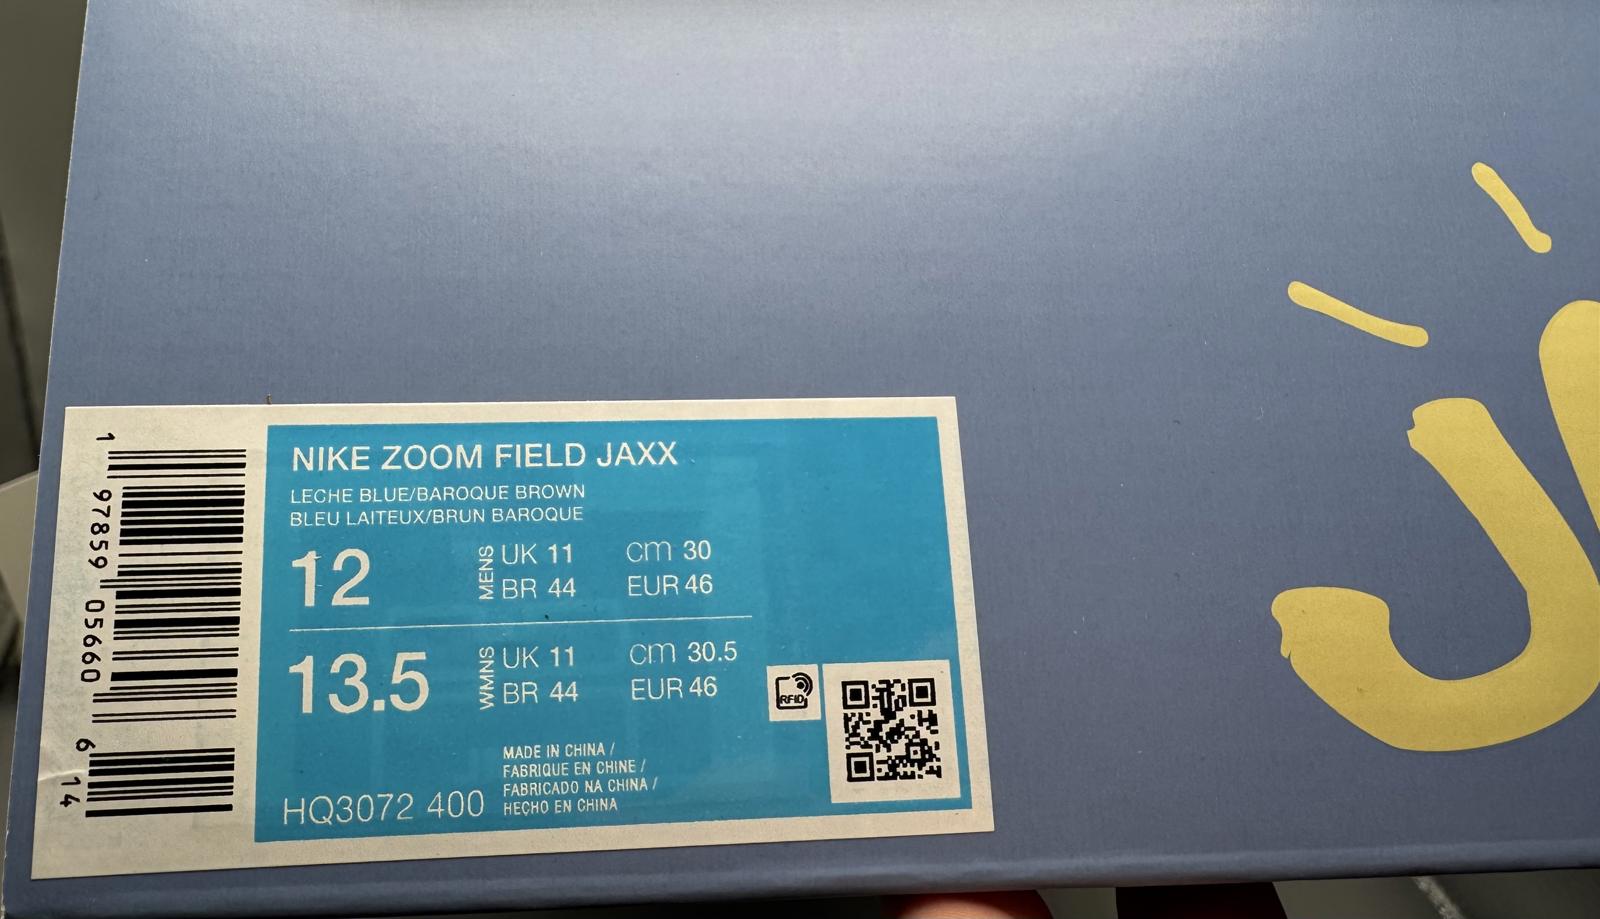 NIKE ZOOM FIELD JAXX
LECHE BLUE/BAROQUE BROWN
BLEU LAITEUX/BRUN BAROQUE
12
MENS
UK 11 cm 30
BR 44 EUR 46
13.5
WMNS
UK 11 cm 30.5
BR 44 EUR 46
MADE IN CHINA /
FABRIQUE EN CHINE /
FABRICADO NA CHINA /
HECHO EN CHINA
HQ3072 400
RFID
1 97859 05660 6 14